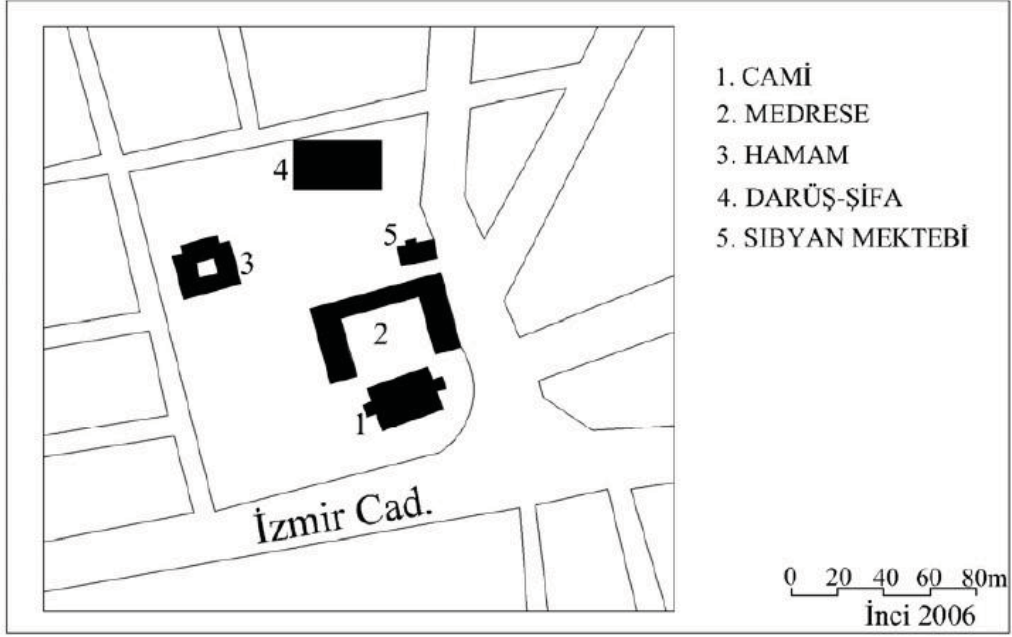 4
5
3
2
1
İzmir Cad.
1. CAMİ
2. MEDRESE
3. HAMAM
4. DARÜŞ-ŞİFA
5. SIBYAN MEKTEBİ
0 20 40 60 80m
İnci 2006